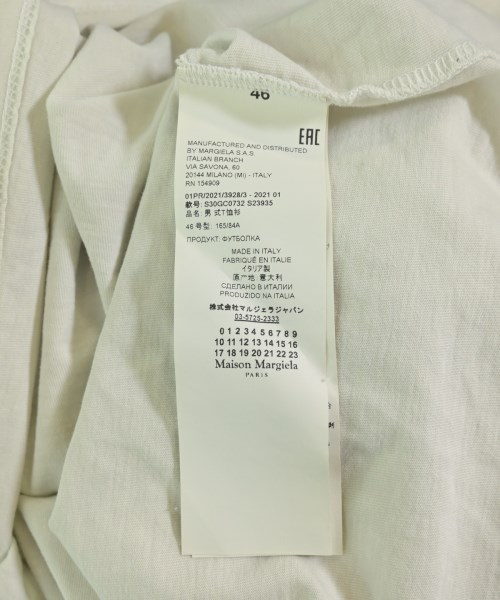 46
EAC
MANUFACTURED AND DISTRIBUTED
BY MARGIELA S.A.S.
ITALIAN BRANCH
VIA SAVONA, 60
20144 MILANO (MI) - ITALY
RN 154909
01PR/2021/3928/3 - 2021 01
款号: S30GC0732 S23935
品名: 男 式T恤衫
46 号型: 165/84A
ПРОДУКТ: ФУТБОЛКА
MADE IN ITALY
FABRIQUÉ EN ITALIE
イタリア製
原产地 意大利
СДЕЛАНО В ИТАЛИИ
PRODUZIDO NA ITALIA
株式会社マルジェラジャパン
03-5725-2333
0 1 2 3 4 5 6 7 8 9
10 11 12 13 14 15 16
17 18 19 20 21 22 23
Maison Margiela
PARIS